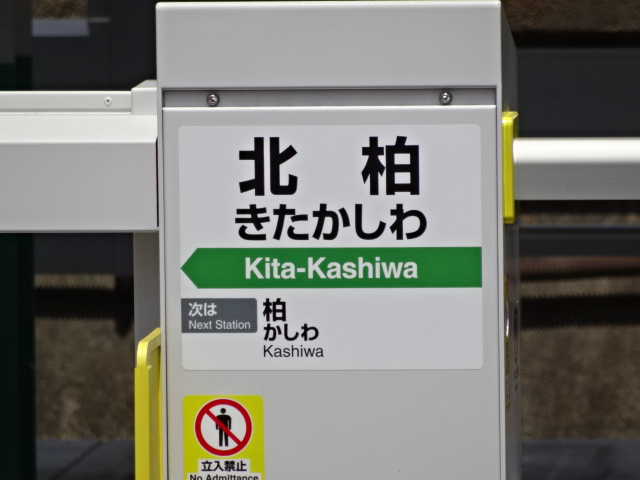 北 柏
きたかしわ
Kita-Kashiwa
次は
Next Station
柏
かしわ
Kashiwa
立入禁止
No Admittance